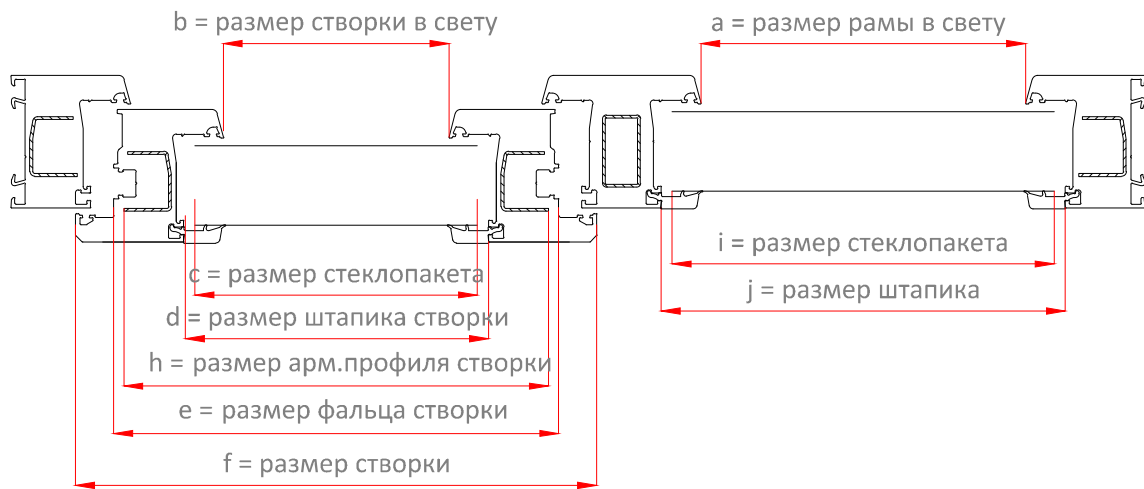 b = размер створки в свету
a = размер рамы в свету
i = размер стеклопакета
c = размер стеклопакета
j = размер штапика
d = размер штапика створки
h = размер арм.профиля створки
e = размер фальца створки
f = размер створки